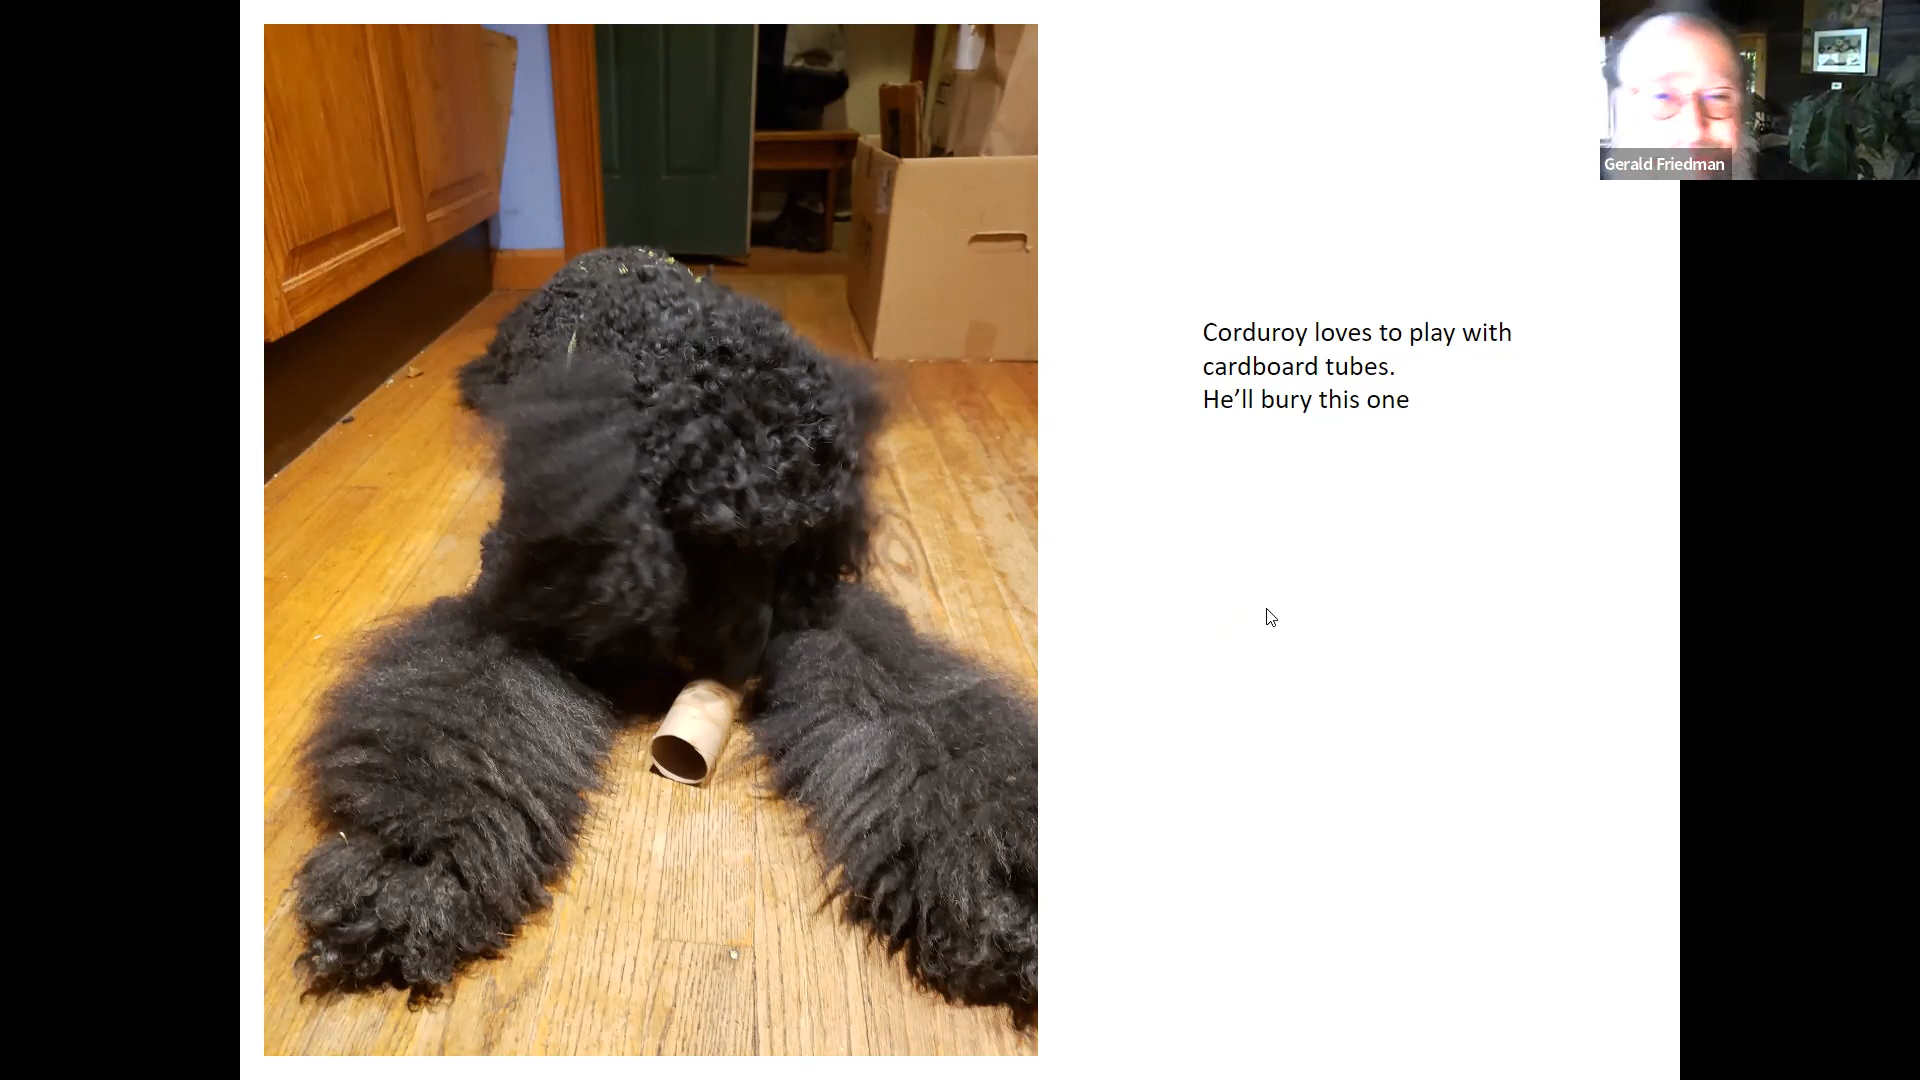 Gerald Friedman
Corduroy loves to play with
cardboard tubes.
He’ll bury this one